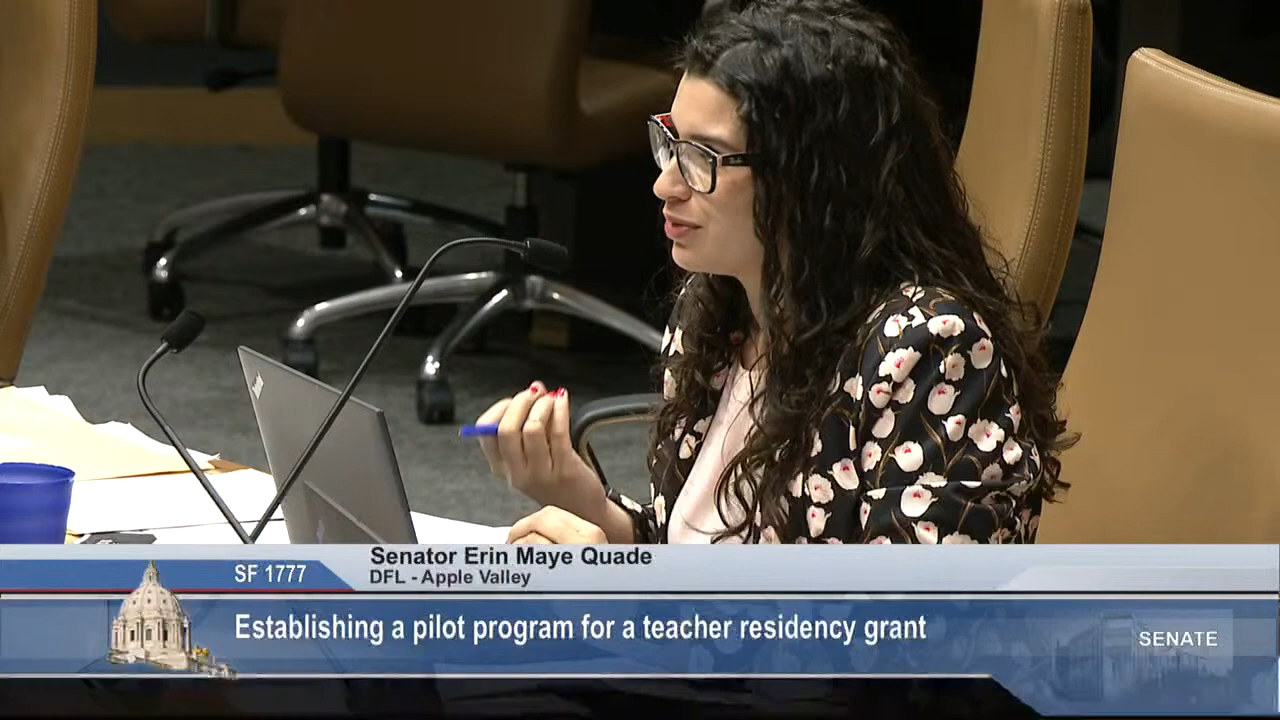 Senator Erin Maye Quade
SF 1777
DFL - Apple Valley
Establishing a pilot program for a teacher residency grant
SENATE